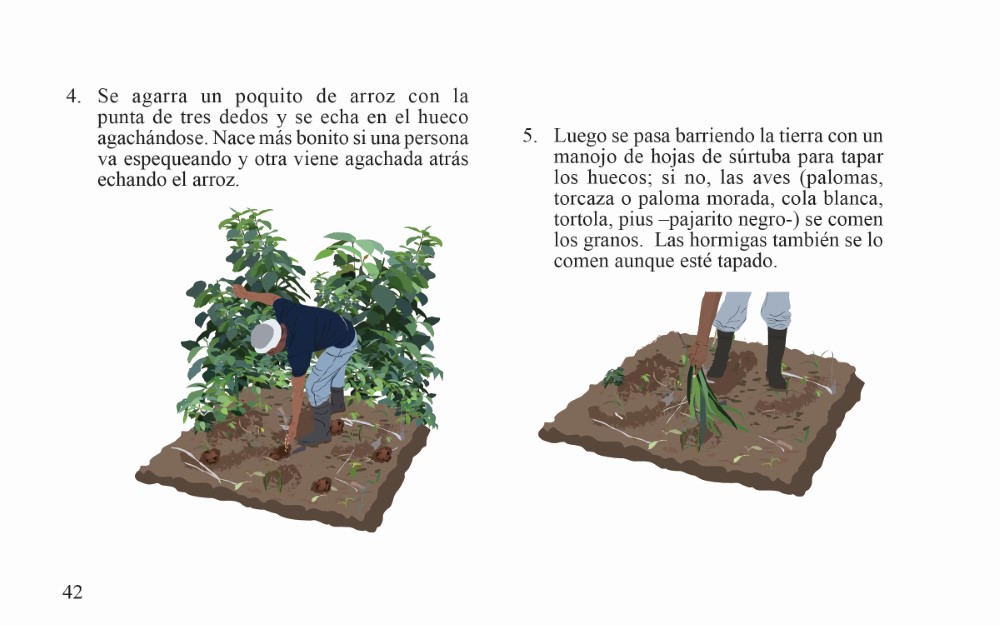 4. Se agarra un poquito de arroz con la
punta de tres dedos y se echa en el hueco
agachándose. Nace más bonito si una persona
va espequeando y otra viene agachada atrás
echando el arroz.
5. Luego se pasa barriendo la tierra con un
manojo de hojas de súrtuba para tapar
los huecos; si no, las aves (palomas,
torcaza o paloma morada, cola blanca,
tortola, pius –pajarito negro-) se comen
los granos. Las hormigas también se lo
comen aunque esté tapado.
42